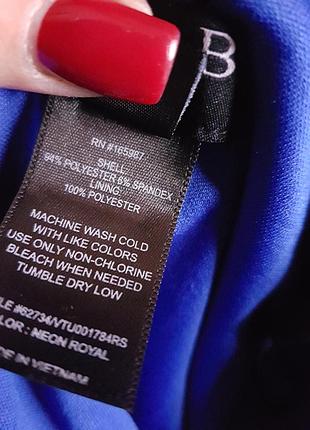 B
RN #165987
SHELL:
94% POLYESTER 6% SPANDEX
LINING
100% POLYESTER
MACHINE WASH COLD
WITH LIKE COLORS
USE ONLY NON-CHLORINE
BLEACH WHEN NEEDED
TUMBLE DRY LOW
LE #62734/VTU001784RS
LOR : NEON ROYAL
DE IN VIETNAM